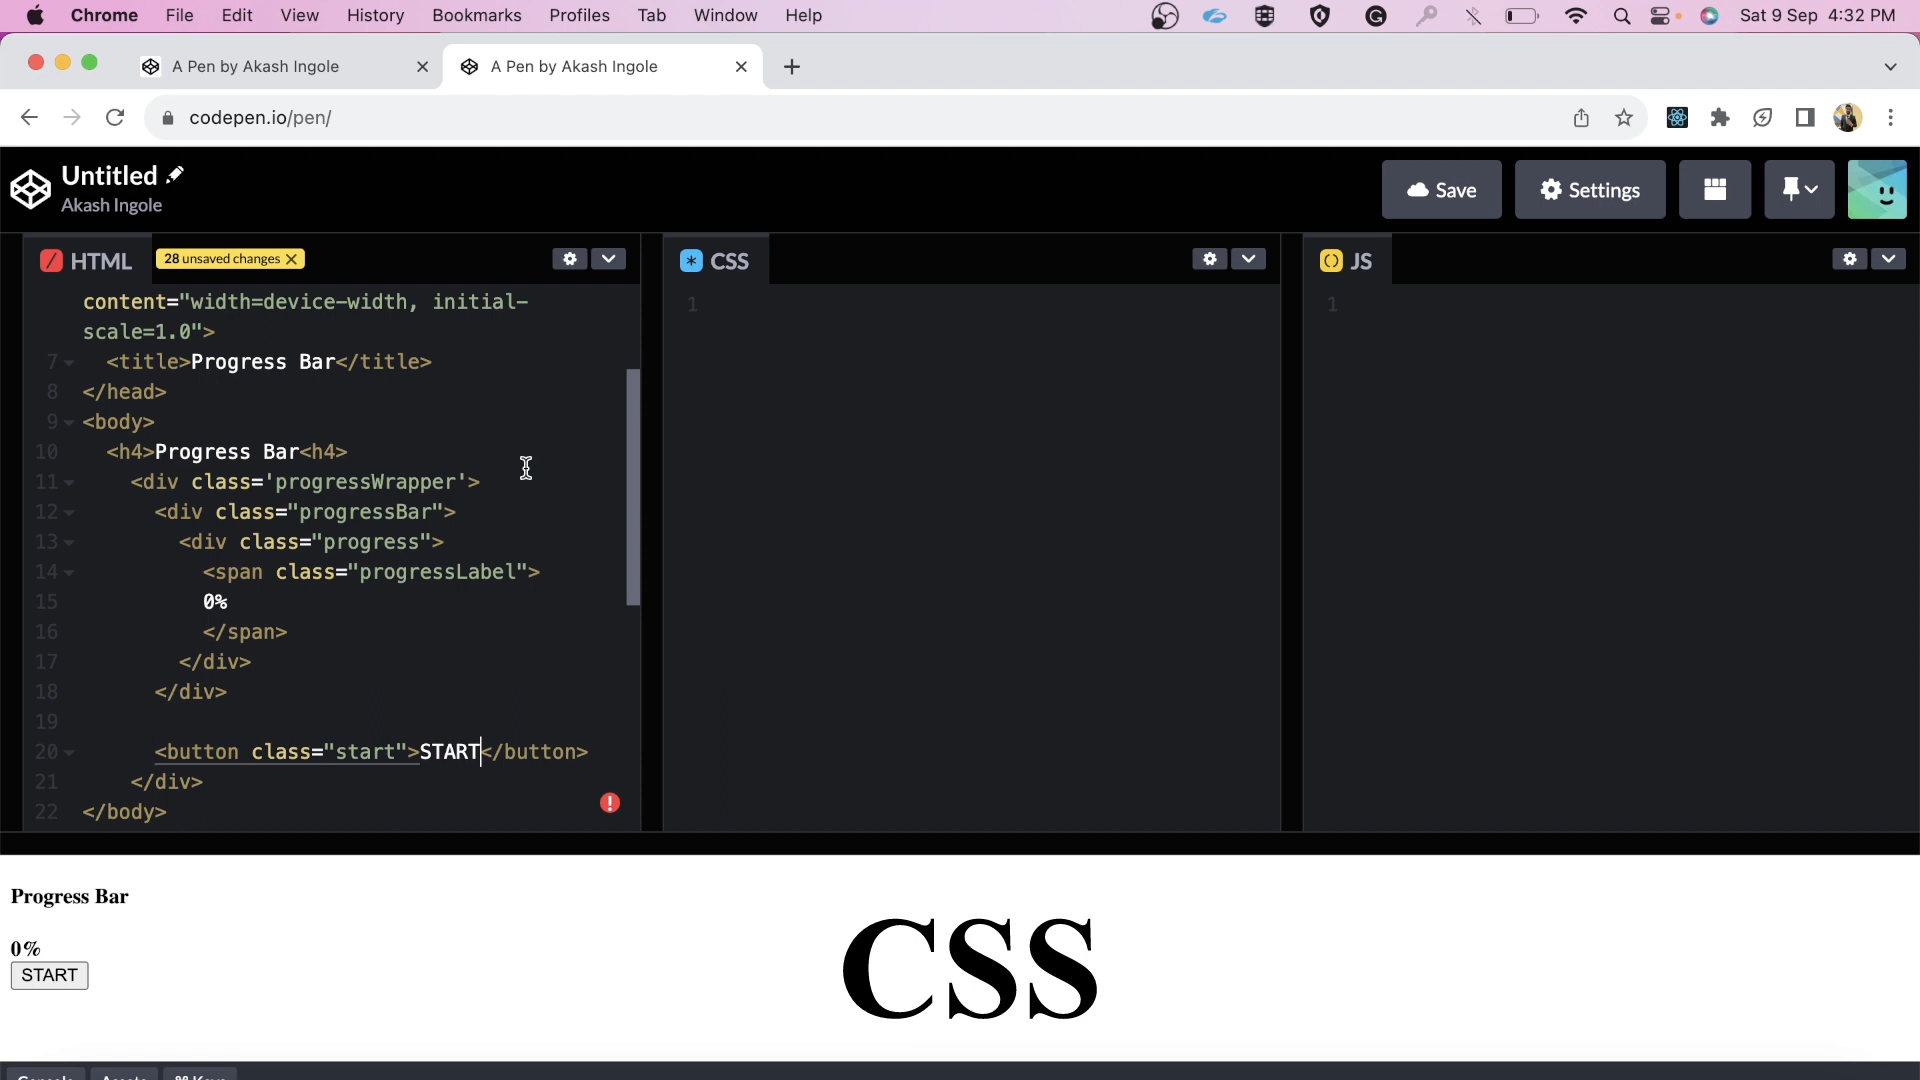 Chrome File Edit View History Bookmarks Profiles Tab Window Help Sat 9 Sep 4:32 PM
A Pen by Akash Ingole
A Pen by Akash Ingole
codepen.io/pen/
Untitled
Akash Ingole
Save
Settings
HTML
28 unsaved changes
CSS
JS
content="width=device-width, initial-
scale=1.0">
7 <title>Progress Bar</title>
8 </head>
9 <body>
10 <h4>Progress Bar<h4>
11 <div class='progressWrapper'>
12 <div class="progressBar">
13 <div class="progress">
14 <span class="progressLabel">
15 0%
16 </span>
17 </div>
18 </div>
19
20 <button class="start">START</button>
21 </div>
22 </body>
1
1
Progress Bar
0%
START
CSS
Console Assets ⌘ Keys